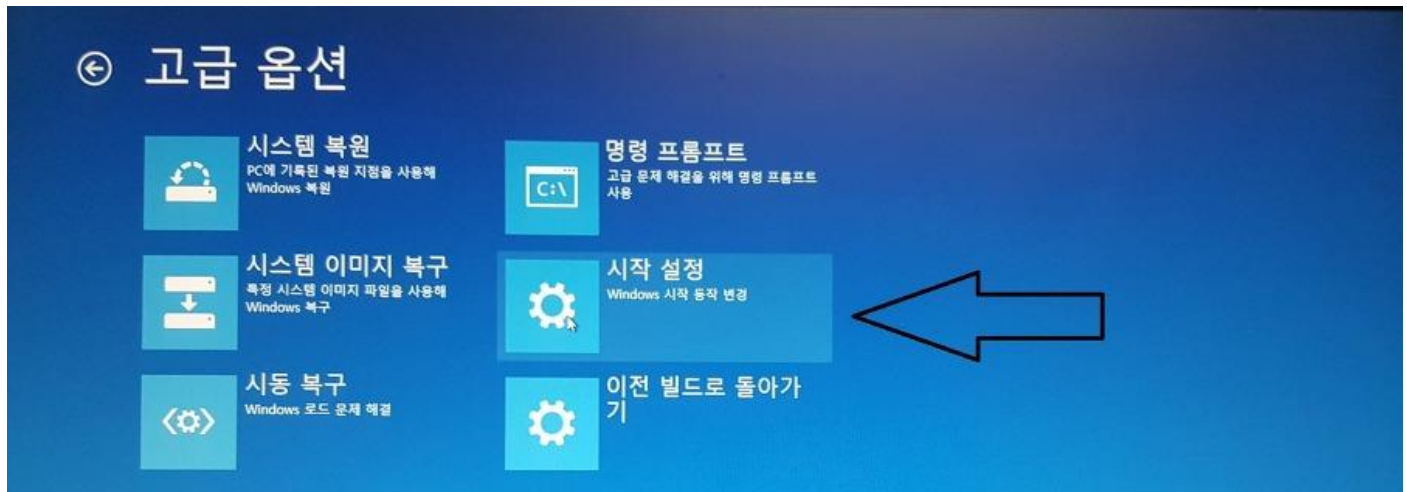 고급 옵션
시스템 복원
PC에 기록된 복원 지점을 사용해
Windows 복원
시스템 이미지 복구
특정 시스템 이미지 파일을 사용해
Windows 복구
시동 복구
Windows 로드 문제 해결
명령 프롬프트
C:\
고급 문제 해결을 위해 명령 프롬프트
사용
시작 설정
Windows 시작 동작 변경
이전 빌드로 돌아가
기